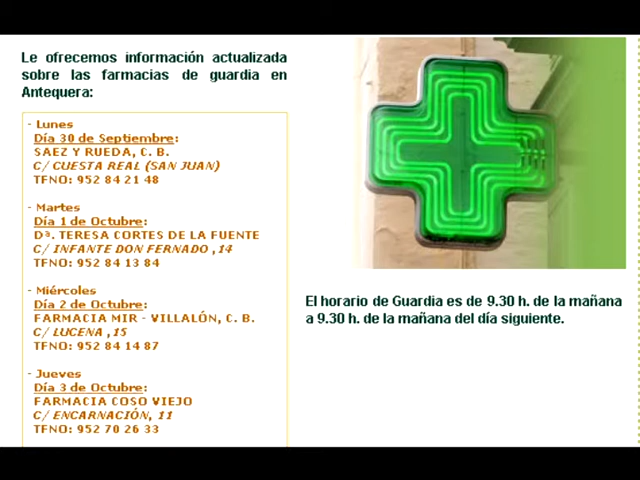 Le ofrecemos información actualizada
sobre las farmacias de guardia en
Antequera:
- Lunes
Día 30 de Septiembre:
SAEZ Y RUEDA, C. B.
C/ CUESTA REAL (SAN JUAN)
TFNO: 952 84 21 48
- Martes
Día 1 de Octubre:
Dª. TERESA CORTES DE LA FUENTE
C/ INFANTE DON FERNADO ,14
TFNO: 952 84 13 84
- Miércoles
Día 2 de Octubre:
FARMACIA MIR - VILLALÓN, C. B.
C/ LUCENA ,15
TFNO: 952 84 14 87
- Jueves
Día 3 de Octubre:
FARMACIA COSO VIEJO
C/ ENCARNACIÓN, 11
TFNO: 952 70 26 33
El horario de Guardia es de 9.30 h. de la mañana
a 9.30 h. de la mañana del día siguiente.